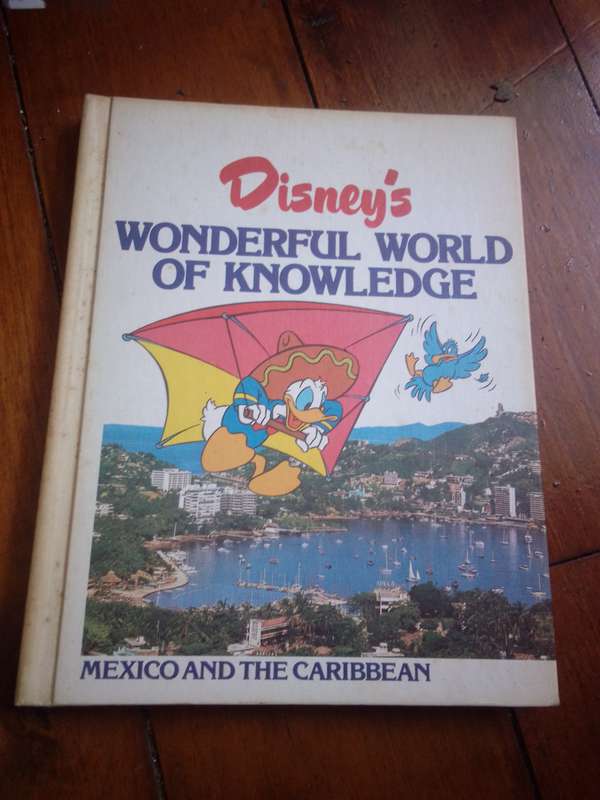 Disney's
WONDERFUL WORLD
OF KNOWLEDGE
MEXICO AND THE CARIBBEAN